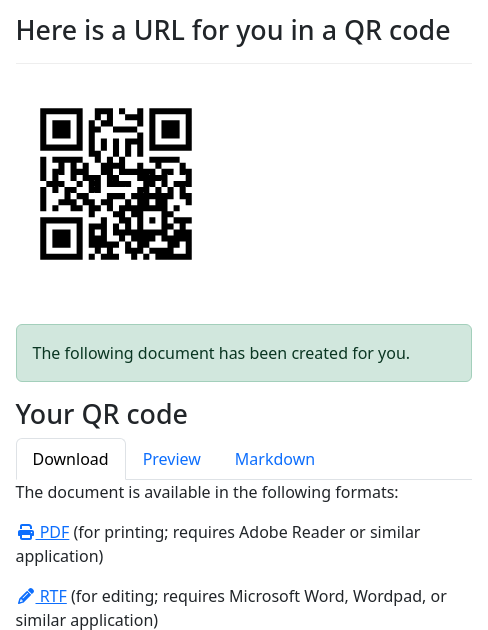 Here is a URL for you in a QR code
The following document has been created for you.
Your QR code
Download Preview Markdown
The document is available in the following formats:
PDF (for printing; requires Adobe Reader or similar
application)
RTF (for editing; requires Microsoft Word, Wordpad, or
similar application)